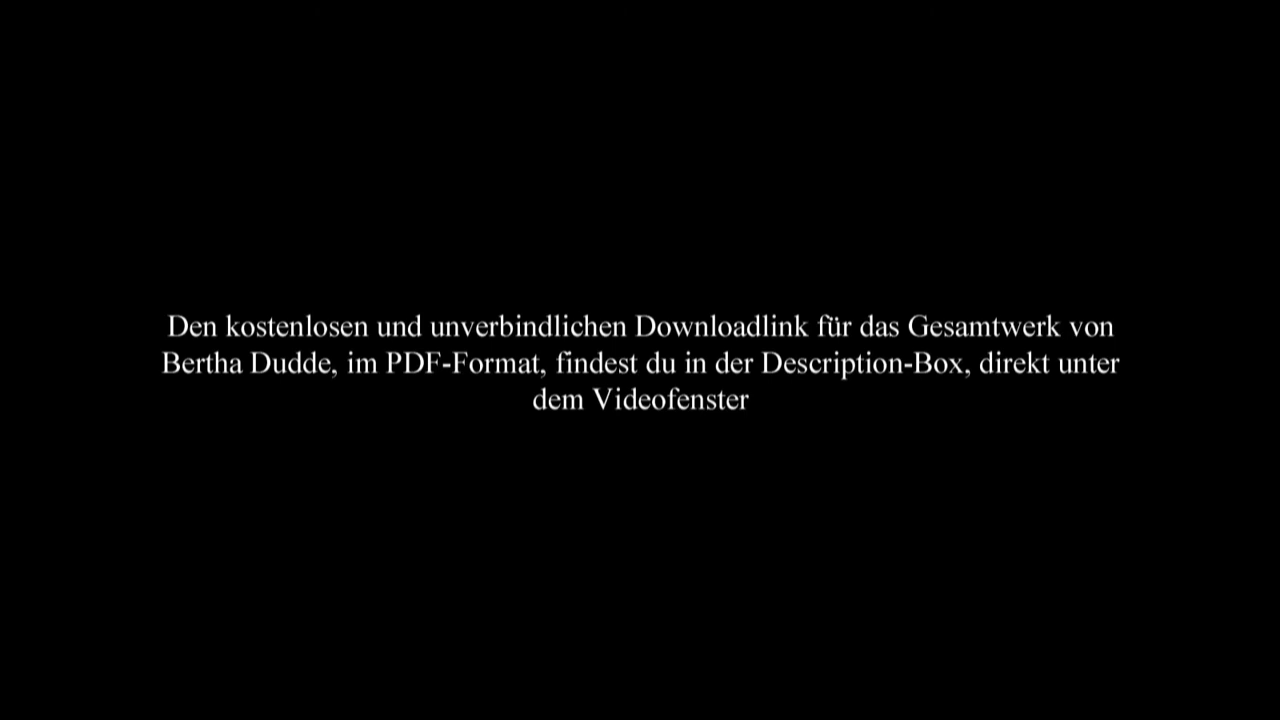 Den kostenlosen und unverbindlichen Downloadlink für das Gesamtwerk von
Bertha Dudde, im PDF-Format, findest du in der Description-Box, direkt unter
dem Videofenster